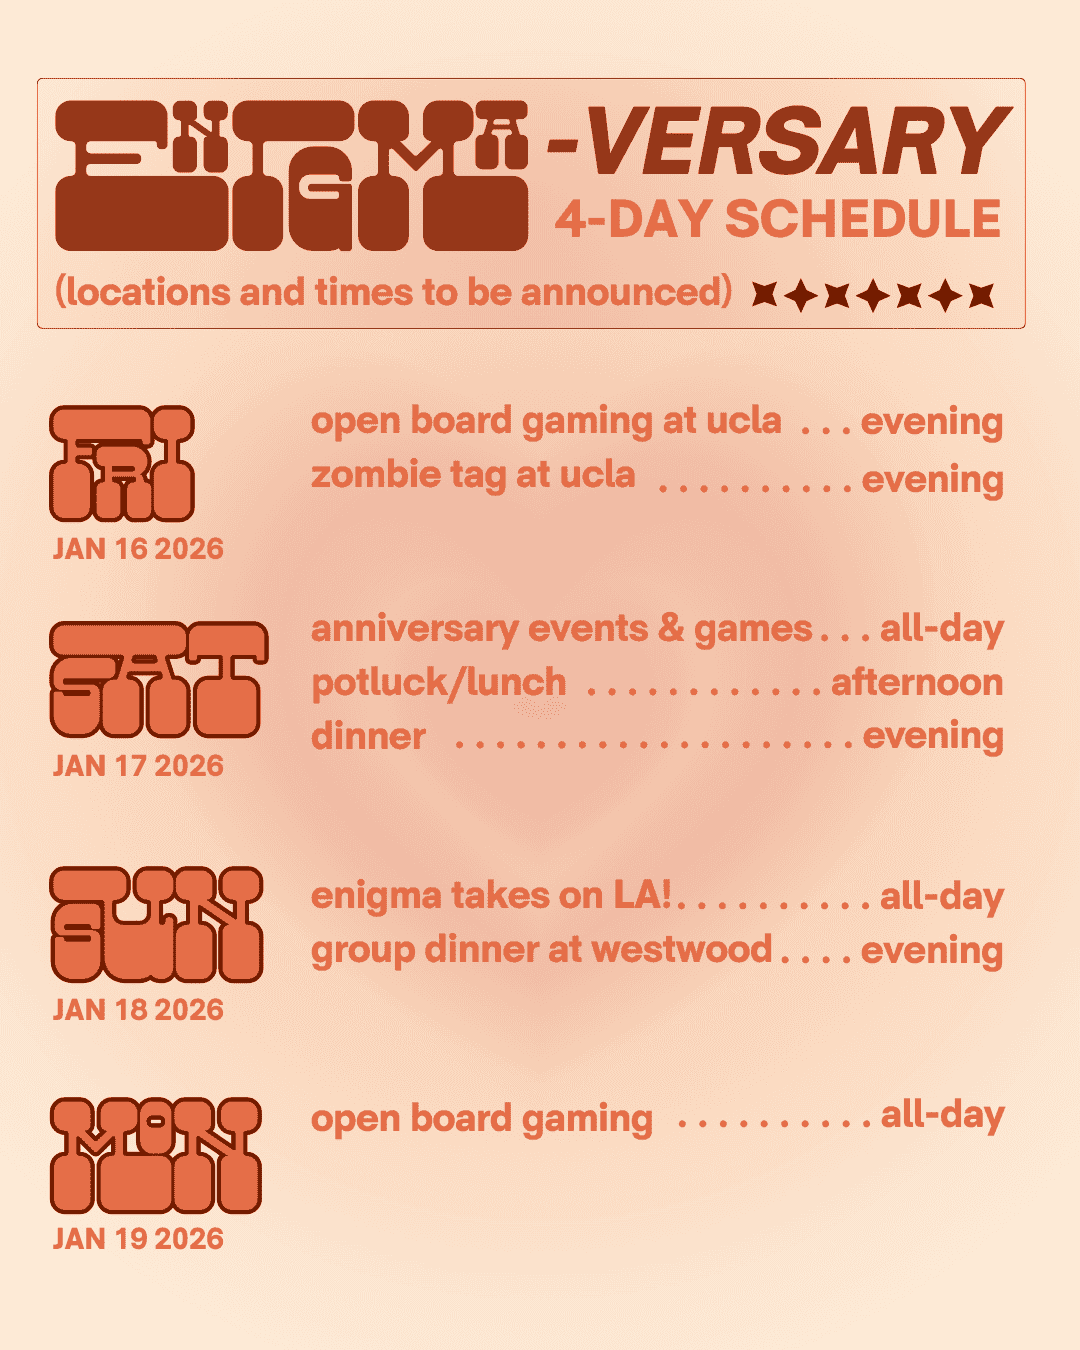 ENIGMA -VERSARY
4-DAY SCHEDULE
(locations and times to be announced)
FRI
JAN 16 2026
open board gaming at ucla ... evening
zombie tag at ucla .......... evening
SAT
JAN 17 2026
anniversary events & games ... all-day
potluck/lunch ............ afternoon
dinner .................... evening
SUN
JAN 18 2026
enigma takes on LA!.......... all-day
group dinner at westwood .... evening
MON
JAN 19 2026
open board gaming .......... all-day